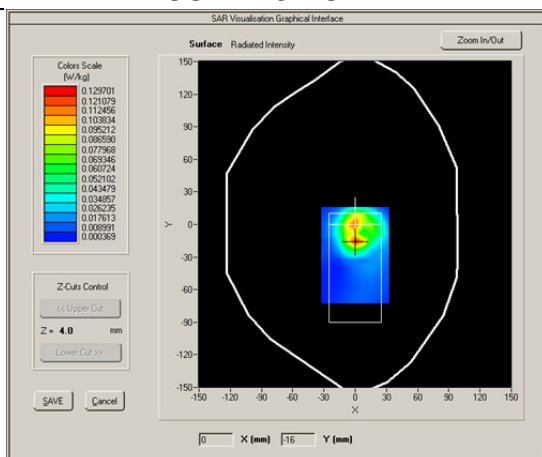 SAR Visualisation Graphical Interface
Surface Radiated Intensity
Zoom In/Out
Colors Scale
(W/kg)
0.129701
0.121079
0.112456
0.103834
0.095212
0.086590
0.077968
0.069346
0.060724
0.052102
0.043479
0.034857
0.026235
0.017613
0.008991
0.000369
150-
120-
90-
60-
30-
0-
-30-
-60-
-90-
-120-
-150-
Y
-150 -120 -90 -60 -30 0 30 60 90 120 150
X
Z-Cuts Control
<< Upper Cut
Z = 4.0 mm
Lower Cut >>
SAVE Cancel
0 X (mm) -16 Y (mm)